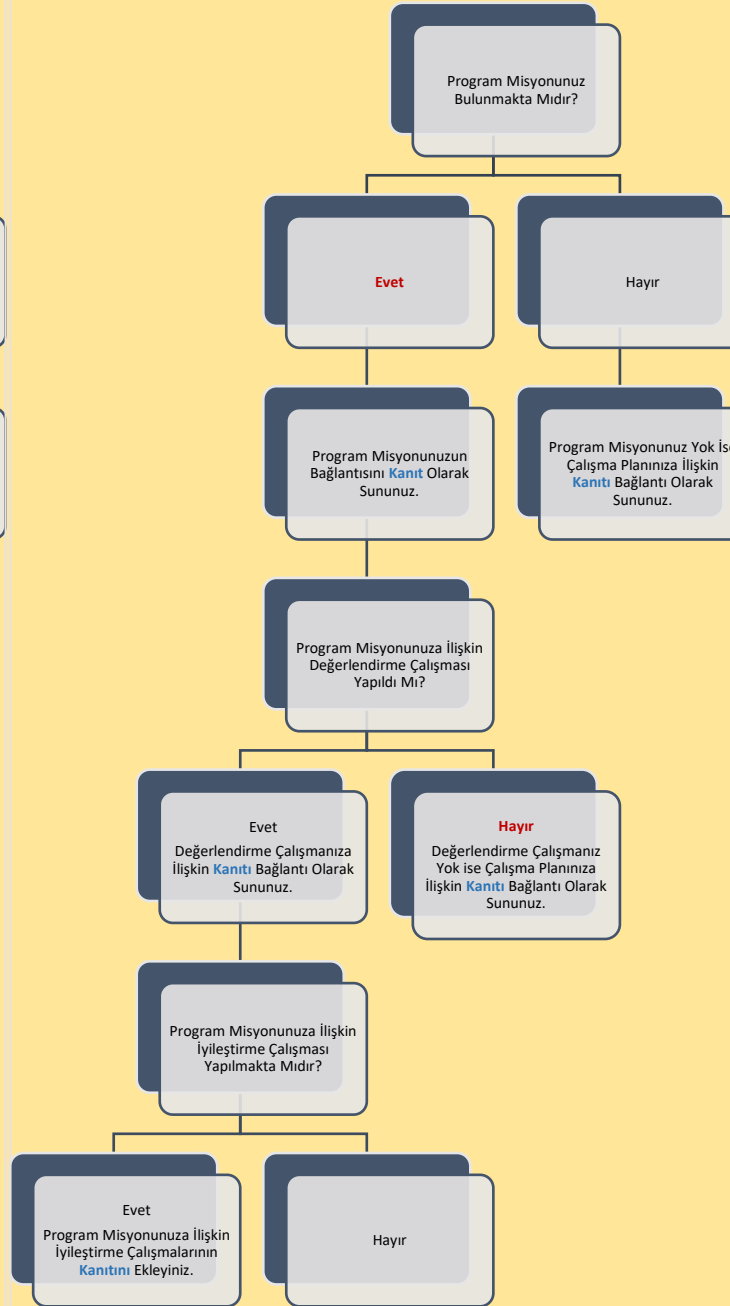 Program Misyonunuz
Bulunmakta Mıdır?
Evet
Hayır
Program Misyonunuzun
Bağlantısını Kanıt Olarak
Sununuz.
Program Misyonunuz Yok İse
Çalışma Planınıza İlişkin
Kanıtı Bağlantı Olarak
Sununuz.
Program Misyonunuza İlişkin
Değerlendirme Çalışması
Yapıldı Mı?
Evet
Değerlendirme Çalışmanıza
İlişkin Kanıtı Bağlantı Olarak
Sununuz.
Hayır
Değerlendirme Çalışmanız
Yok ise Çalışma Planınıza
İlişkin Kanıtı Bağlantı Olarak
Sununuz.
Program Misyonunuza İlişkin
İyileştirme Çalışması
Yapılmakta Mıdır?
Evet
Program Misyonunuza İlişkin
İyileştirme Çalışmalarının
Kanıtını Ekleyiniz.
Hayır